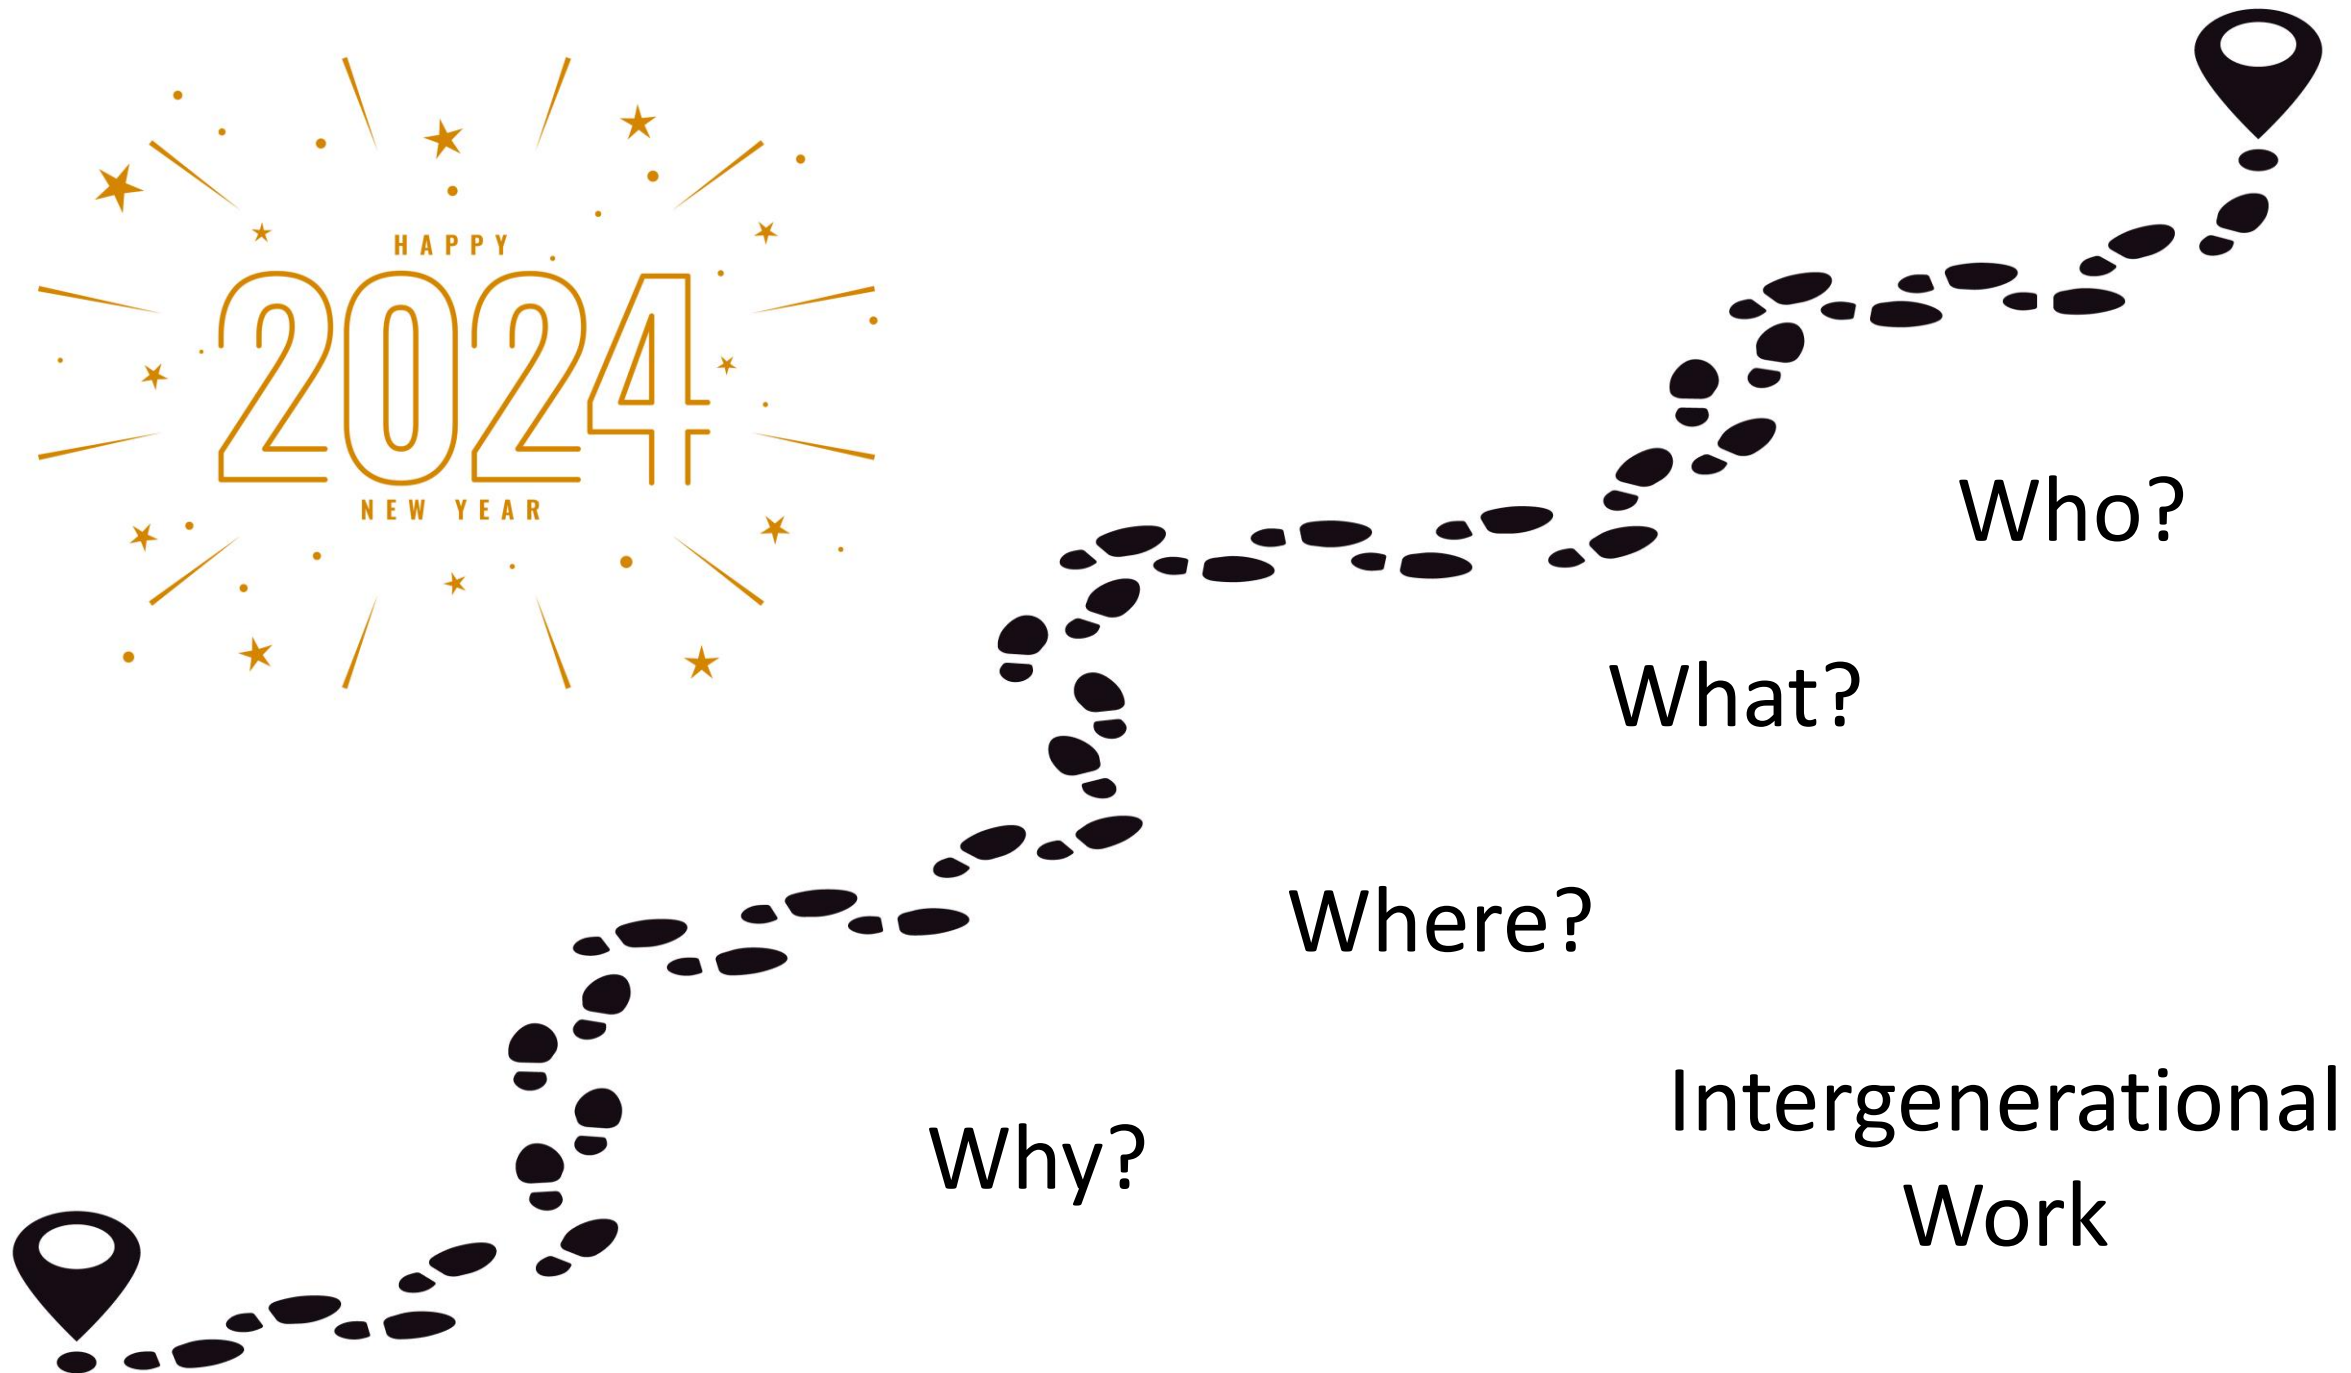 HAPPY
2024
NEW YEAR
Who?
What?
Where?
Why?
Intergenerational
Work